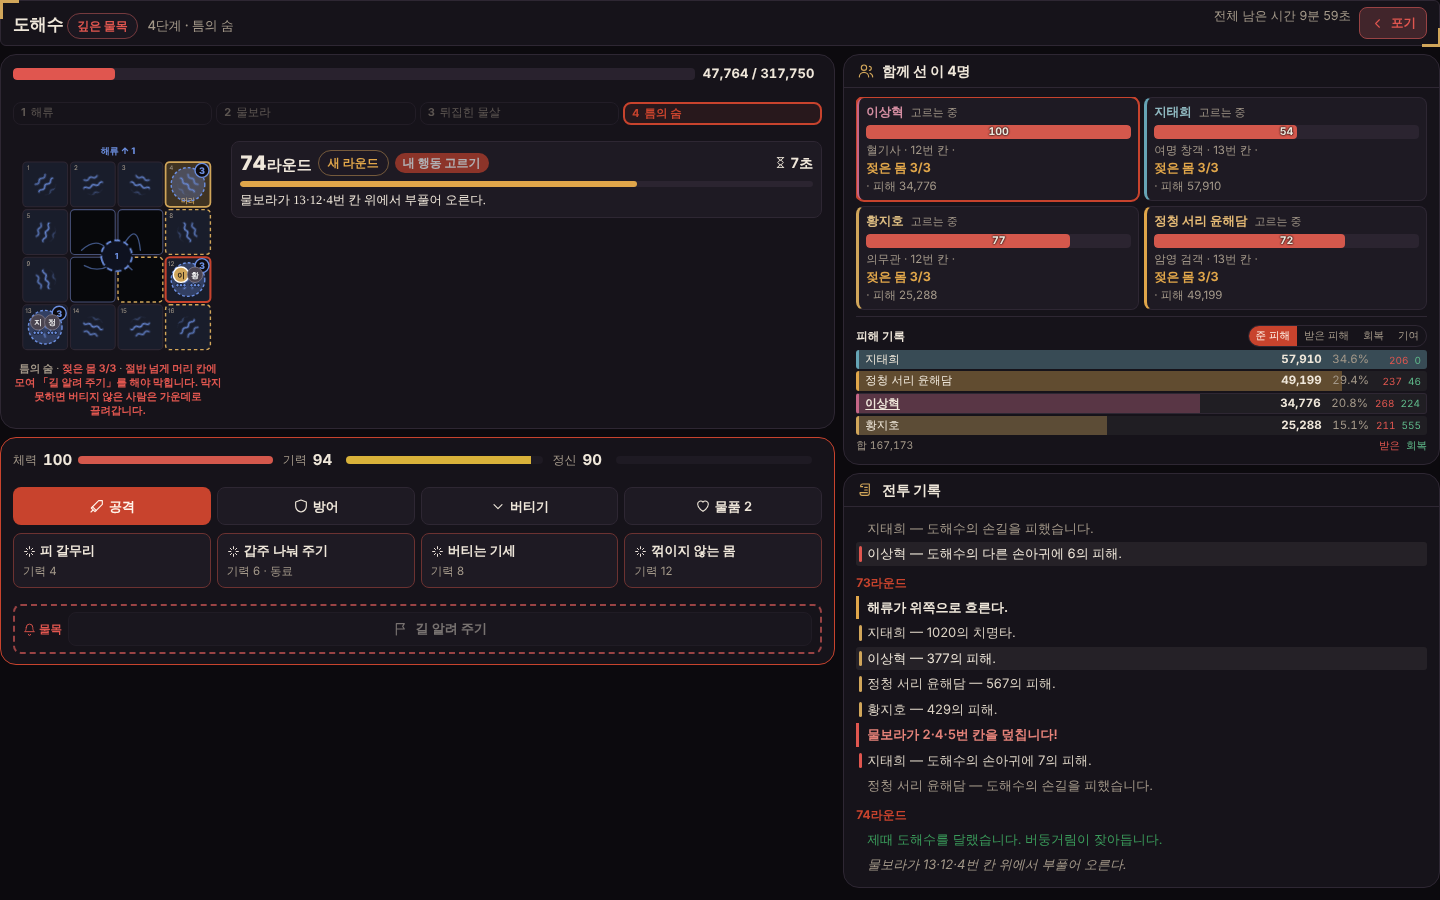 도해수 깊은 물목 4단계 · 틈의 숨
전체 남은 시간 9분 59초
포기
47,764 / 317,750
1 해류
2 물보라
3 뒤집힌 물살
4 틈의 숨
해류 ↑ 1
1
2
3
4
3
머리
5
8
1
9
12
3
이 황
13
3
지 정
14
15
16
틈의 숨 · 젖은 몸 3/3 · 절반 넘게 머리 칸에
모여 「길 알려 주기」를 해야 막힙니다. 막지
못하면 버티지 않은 사람은 가운데로
끌려갑니다.
74라운드 새 라운드 내 행동 고르기
7초
물보라가 13·12·4번 칸 위에서 부풀어 오른다.
체력 100
기력 94
정신 90
공격
방어
버티기
물품 2
피 갈무리
기력 4
갑주 나눠 주기
기력 6 · 동료
버티는 기세
기력 8
꺾이지 않는 몸
기력 12
물목
길 알려 주기
함께 선 이 4명
이상혁 고르는 중
100
혈기사 · 12번 칸 ·
젖은 몸 3/3
· 피해 34,776
지태희 고르는 중
54
여명 창객 · 13번 칸 ·
젖은 몸 3/3
· 피해 57,910
황지호 고르는 중
77
의무관 · 12번 칸 ·
젖은 몸 3/3
· 피해 25,288
정청 서리 윤해담 고르는 중
72
암영 검객 · 13번 칸 ·
젖은 몸 3/3
· 피해 49,199
피해 기록
준 피해 받은 피해 회복 기여
지태희 57,910 34.6% 206 0
정청 서리 윤해담 49,199 29.4% 237 46
이상혁 34,776 20.8% 268 224
황지호 25,288 15.1% 211 555
합 167,173
받은 회복
전투 기록
지태희 — 도해수의 손길을 피했습니다.
이상혁 — 도해수의 다른 손아귀에 6의 피해.
73라운드
해류가 위쪽으로 흐른다.
지태희 — 1020의 치명타.
이상혁 — 377의 피해.
정청 서리 윤해담 — 567의 피해.
황지호 — 429의 피해.
물보라가 2·4·5번 칸을 덮칩니다!
지태희 — 도해수의 손아귀에 7의 피해.
정청 서리 윤해담 — 도해수의 손길을 피했습니다.
74라운드
제때 도해수를 달랬습니다. 버둥거림이 잦아듭니다.
물보라가 13·12·4번 칸 위에서 부풀어 오른다.